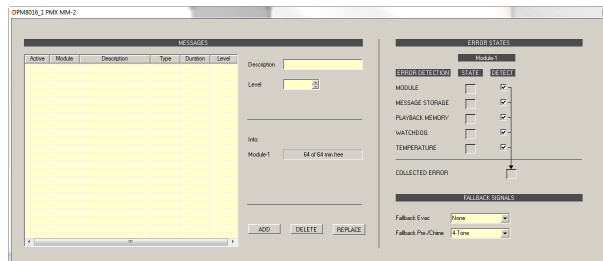 DPM8016_1 PMX MM-2
MESSAGES
Active Module Description Type Duration Level
Description
Level
Info:
Module-1 64 of 64 min free
ADD DELETE REPLACE
ERROR STATES
Module-1
ERROR DETECTION STATE DETECT
MODULE
MESSAGE STORAGE
PLAYBACK MEMORY
WATCHDOG
TEMPERATURE
COLLECTED ERROR
FALLBACK SIGNALS
Fallback Evac None
Fallback Pre-/Chime 4-Tone